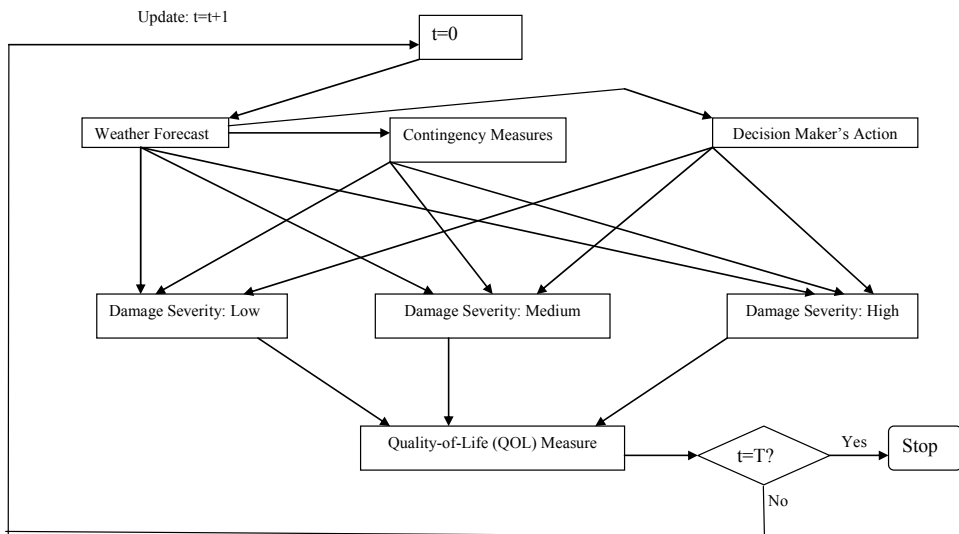 Update: t=t+1
t=0
Weather Forecast
Contingency Measures
Decision Maker’s Action
Damage Severity: Low
Damage Severity: Medium
Damage Severity: High
Quality-of-Life (QOL) Measure
t=T?
Yes
Stop
No